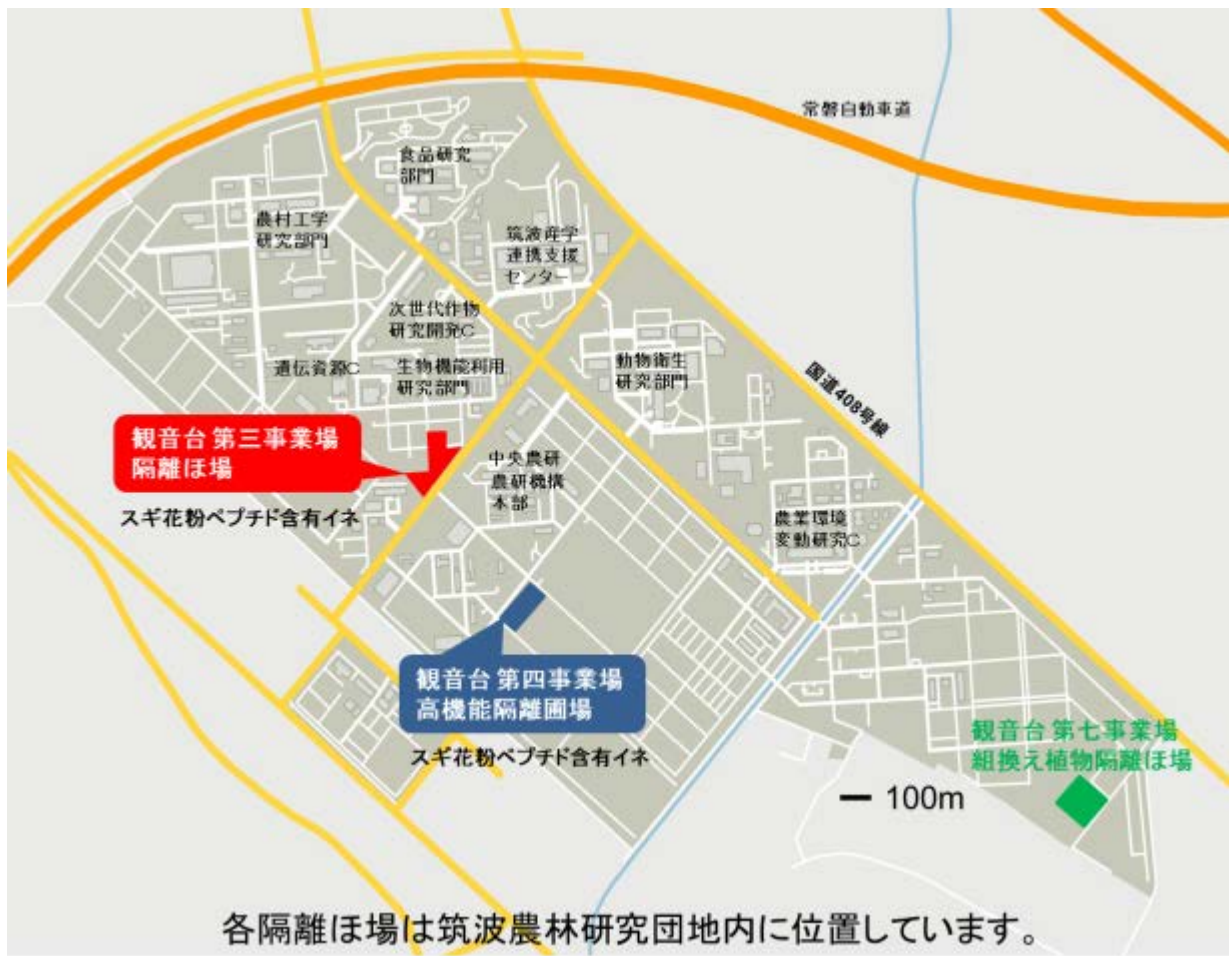 常磐自動車道
食品研究
部門
農村工学
研究部門
筑波産学
連携支援
センター
次世代作物
研究開発C
遺伝資源C
生物機能利用
研究部門
動物衛生
研究部門
国道408号線
観音台 第三事業場
隔離ほ場
スギ花粉ペプチド含有イネ
中央農研
農研機構
本部
農業環境
変動研究C
観音台 第四事業場
高機能隔離圃場
スギ花粉ペプチド含有イネ
観音台 第七事業場
組換え植物隔離ほ場
100m
各隔離ほ場は筑波農林研究団地内に位置しています。